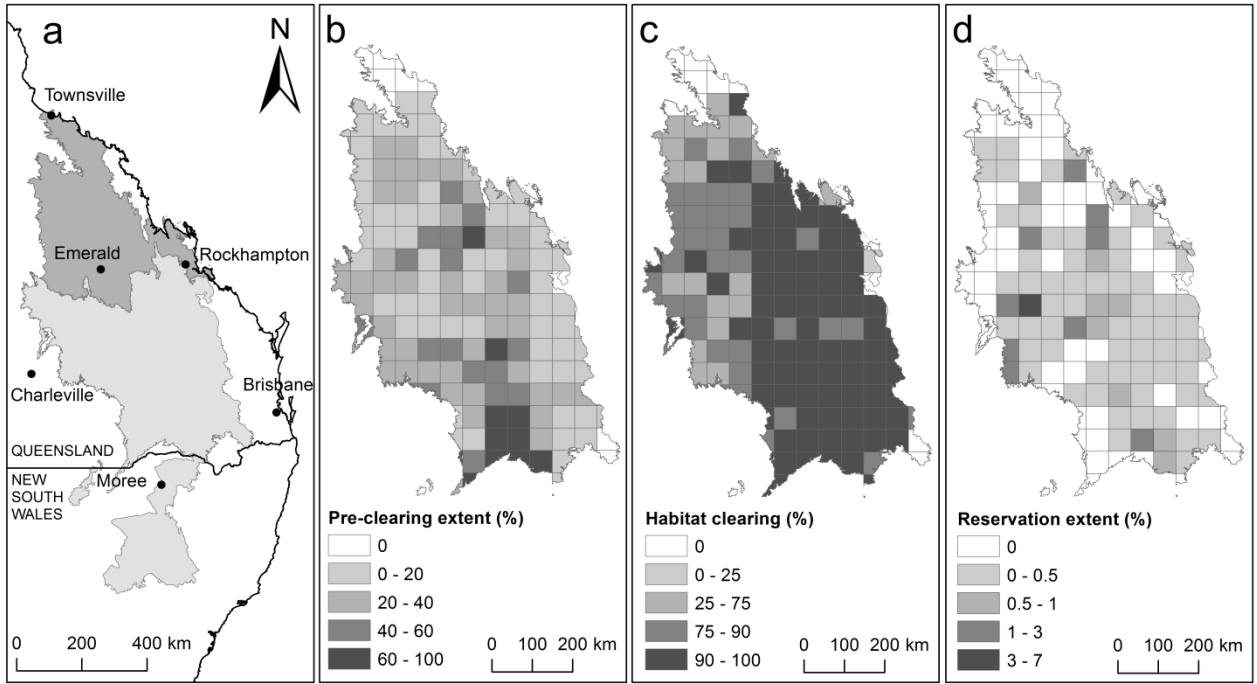 a
N
Townsville
Emerald
Rockhampton
Charleville
Brisbane
QUEENSLAND
NEW
SOUTH
WALES
Moree
0 200 400 km
b
Pre-clearing extent (%)
0
0 - 20
20 - 40
40 - 60
60 - 100
0 100 200 km
c
Habitat clearing (%)
0
0 - 25
25 - 75
75 - 90
90 - 100
0 100 200 km
d
Reservation extent (%)
0
0 - 0.5
0.5 - 1
1 - 3
3 - 7
0 100 200 km